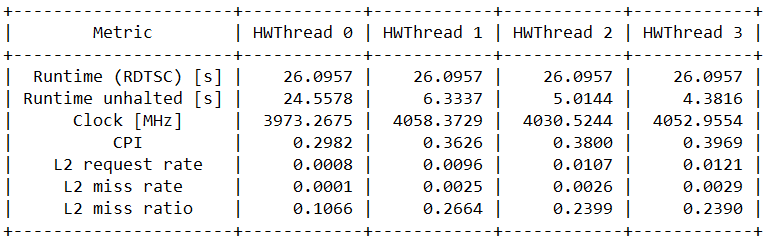 +-----------------------+-------------+-------------+-------------+-------------+
| Metric | HWThread 0 | HWThread 1 | HWThread 2 | HWThread 3 |
+-----------------------+-------------+-------------+-------------+-------------+
| Runtime (RDTSC) [s] | 26.0957 | 26.0957 | 26.0957 | 26.0957 |
| Runtime unhalted [s] | 24.5578 | 6.3337 | 5.0144 | 4.3816 |
| Clock [MHz] | 3973.2675 | 4058.3729 | 4030.5244 | 4052.9554 |
| CPI | 0.2982 | 0.3626 | 0.3800 | 0.3969 |
| L2 request rate | 0.0008 | 0.0096 | 0.0107 | 0.0121 |
| L2 miss rate | 0.0001 | 0.0025 | 0.0026 | 0.0029 |
| L2 miss ratio | 0.1066 | 0.2664 | 0.2399 | 0.2390 |
+-----------------------+-------------+-------------+-------------+-------------+